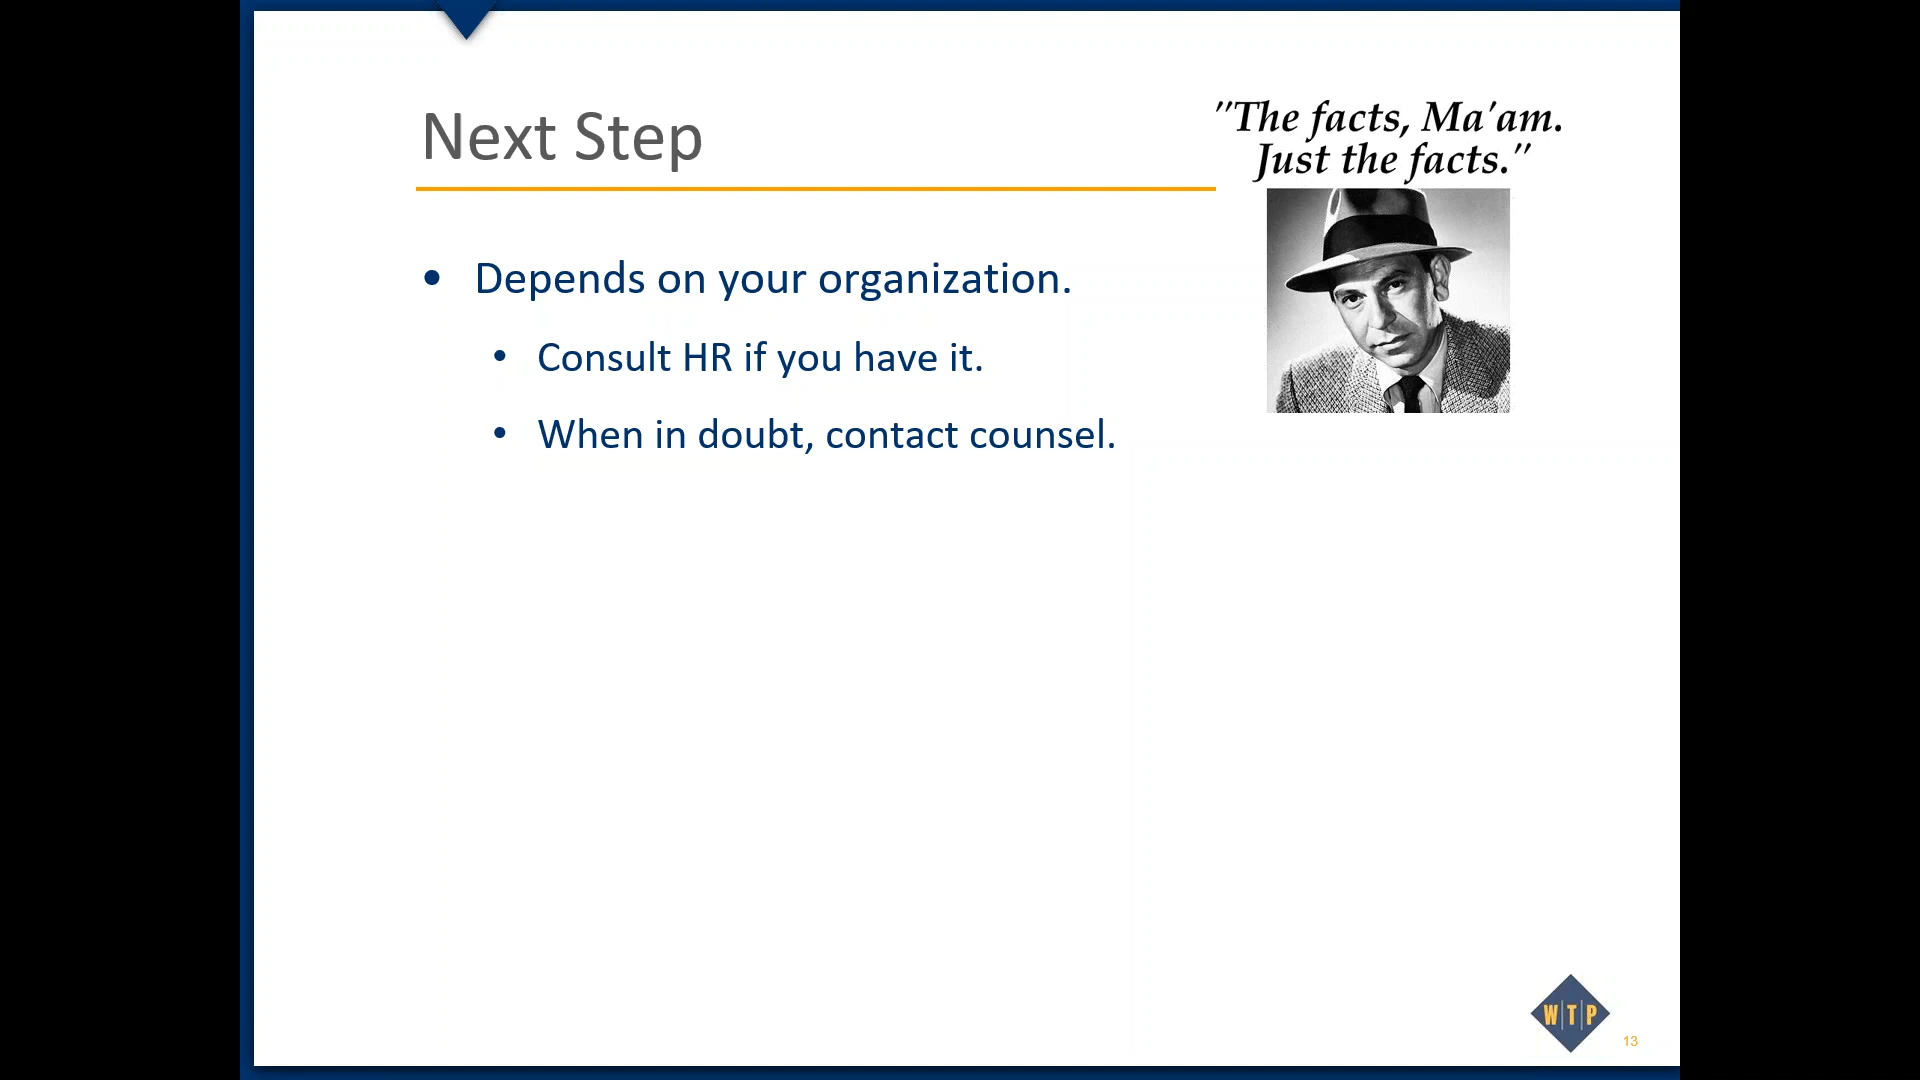 Next Step
"The facts, Ma'am.
Just the facts."
• Depends on your organization.
• Consult HR if you have it.
• When in doubt, contact counsel.
W|T|P
13